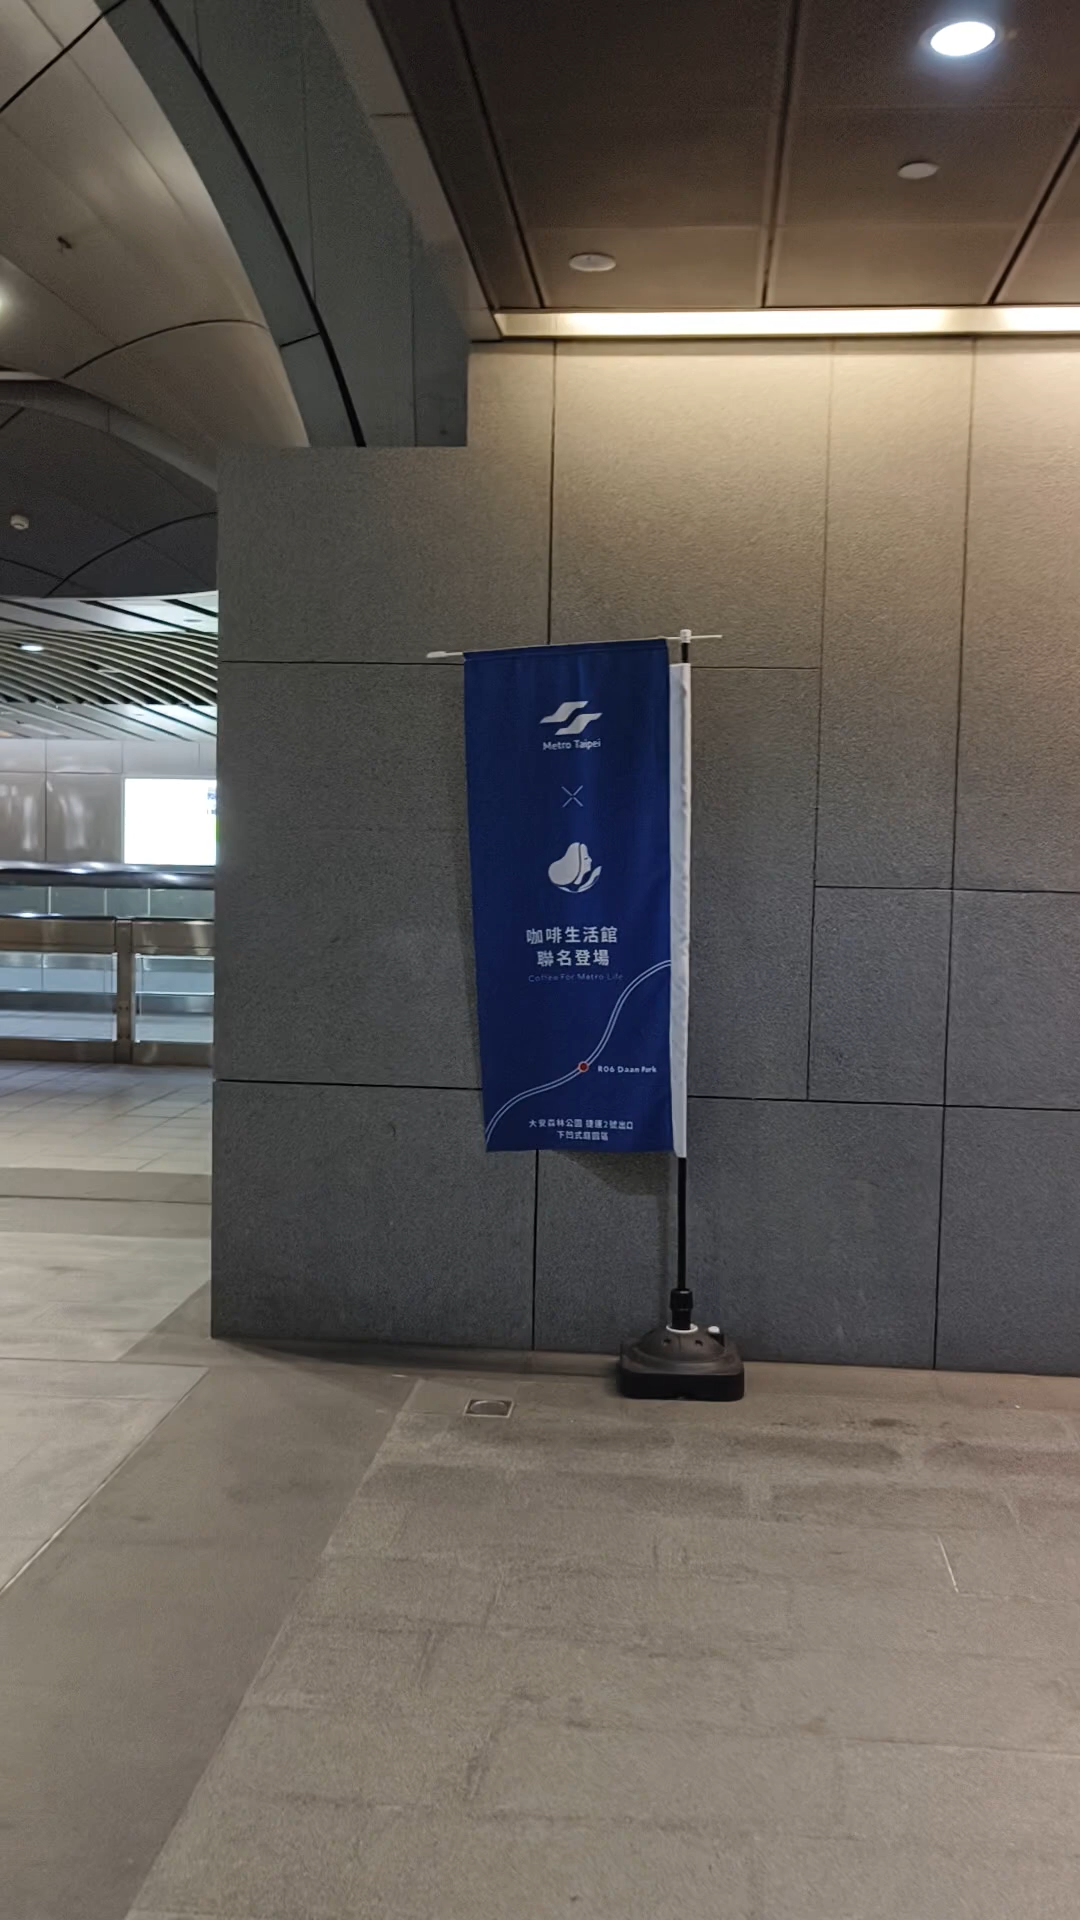 Metro Taipei
咖啡生活館
聯名登場
Coffee For Metro Life
R06 Daan Park
大安森林公園 捷運2號出口
下凹式庭園區